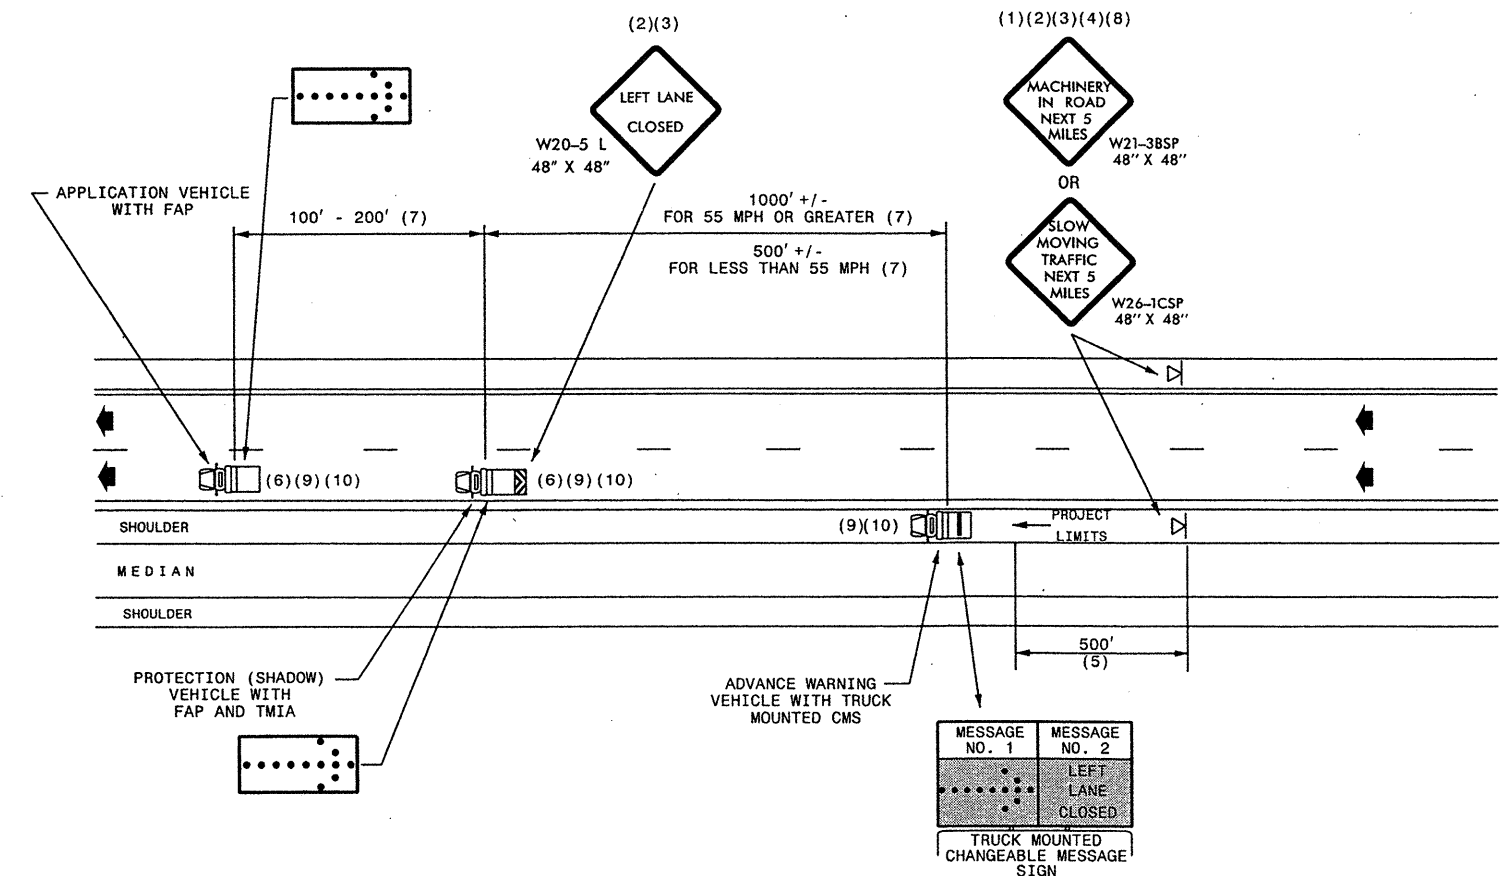 (2)(3)
(1)(2)(3)(4)(8)
LEFT LANE
CLOSED
W20-5 L
48" X 48"
MACHINERY
IN ROAD
NEXT 5
MILES
W21-3BSP
48" X 48"
OR
SLOW
MOVING
TRAFFIC
NEXT 5
MILES
W26-1CSP
48" X 48"
APPLICATION VEHICLE
WITH FAP
100' - 200' (7)
1000' +/-
FOR 55 MPH OR GREATER (7)
500' +/-
FOR LESS THAN 55 MPH (7)
(6)(9)(10)
(6)(9)(10)
SHOULDER
(9)(10)
PROJECT
LIMITS
MEDIAN
SHOULDER
500'
(5)
PROTECTION (SHADOW)
VEHICLE WITH
FAP AND TMIA
ADVANCE WARNING
VEHICLE WITH TRUCK
MOUNTED CMS
MESSAGE
NO. 1
MESSAGE
NO. 2
LEFT
LANE
CLOSED
TRUCK MOUNTED
CHANGEABLE MESSAGE
SIGN